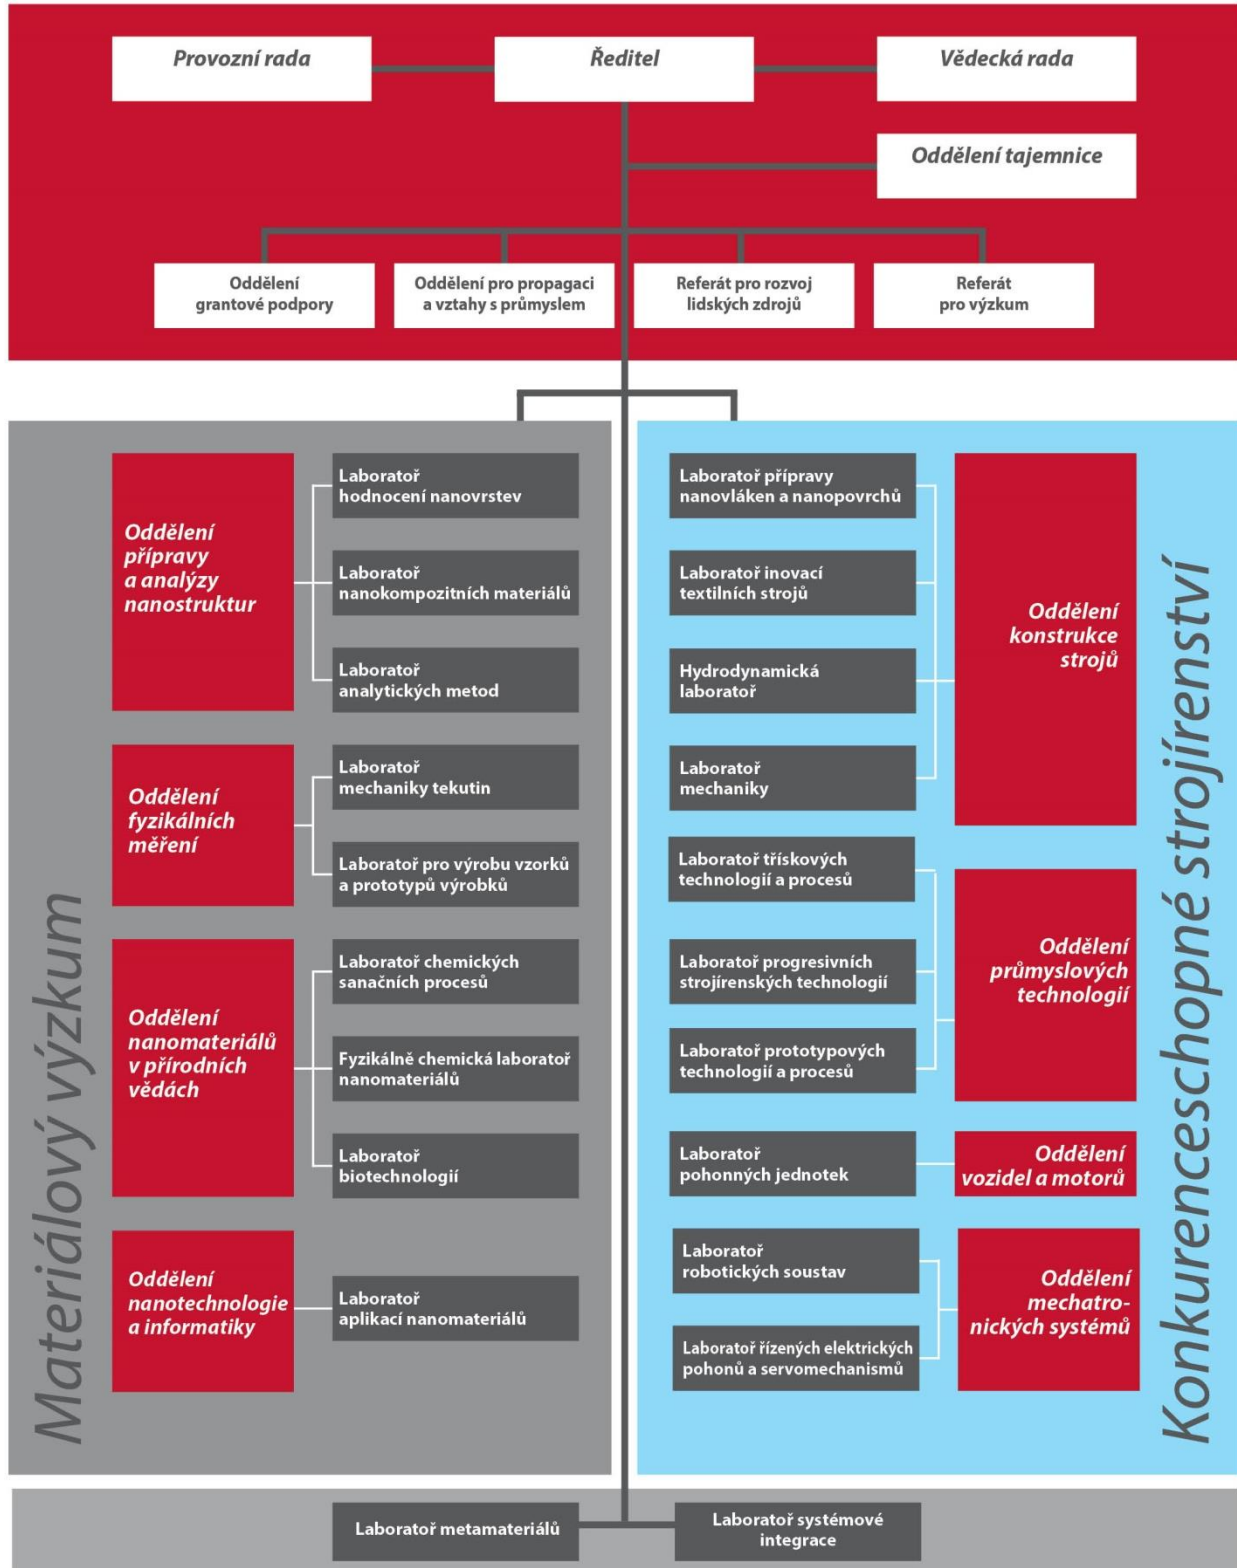 Provozní rada
Ředitel
Vědecká rada
Oddělení tajemnice
Oddělení
grantové podpory
Oddělení pro propagaci
a vztahy s průmyslem
Referát pro rozvoj
lidských zdrojů
Referát
pro výzkum
Materiálový výzkum
Oddělení
přípravy
a analýzy
nanostruktur
Laboratoř
hodnocení nanovrstev
Laboratoř
nanokompozitních materiálů
Laboratoř
analytických metod
Oddělení
fyzikálních
měření
Laboratoř
mechaniky tekutin
Laboratoř pro výrobu vzorků
a prototypů výrobků
Oddělení
nanomateriálů
v přírodních
vědách
Laboratoř chemických
sanačních procesů
Fyzikálně chemická laboratoř
nanomateriálů
Laboratoř
biotechnologií
Oddělení
nanotechnologie
a informatiky
Laboratoř
aplikací nanomateriálů
Konkurenceschopné strojírenství
Laboratoř přípravy
nanovláken a nanopovrchů
Laboratoř inovací
textilních strojů
Hydrodynamická
laboratoř
Laboratoř
mechaniky
Oddělení
konstrukce
strojů
Laboratoř třískových
technologií a procesů
Laboratoř progresivních
strojírenských technologií
Laboratoř prototypových
technologií a procesů
Oddělení
průmyslových
technologií
Laboratoř
pohonných jednotek
Oddělení
vozidel a motorů
Laboratoř
robotických soustav
Laboratoř řízených elektrických
pohonů a servomechanismů
Oddělení
mechatro-
nických systémů
Laboratoř metamateriálů
Laboratoř systémové
integrace